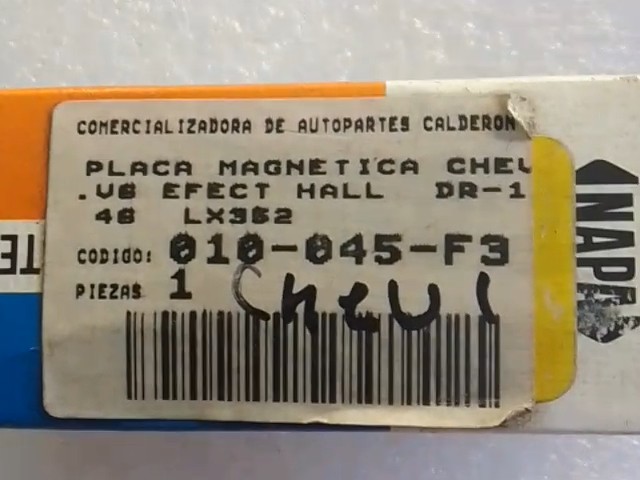 COMERCIALIZADORA DE AUTOPARTES CALDERON
PLACA MAGNETICA CHEV
.V8 EFECT HALL DR-1
46 LX352
CODIGO: 010-045-F3
PIEZAS 1
CHEVI
NAPA